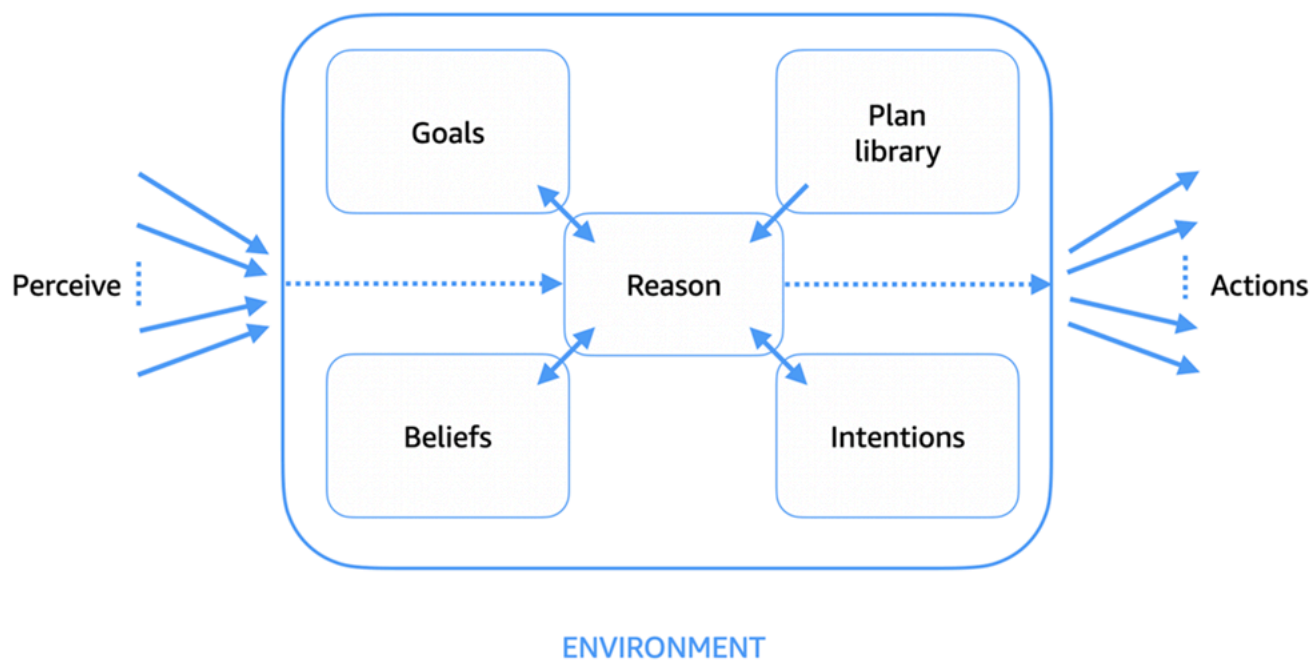 Goals
Plan
library
Perceive
Reason
Actions
Beliefs
Intentions
ENVIRONMENT